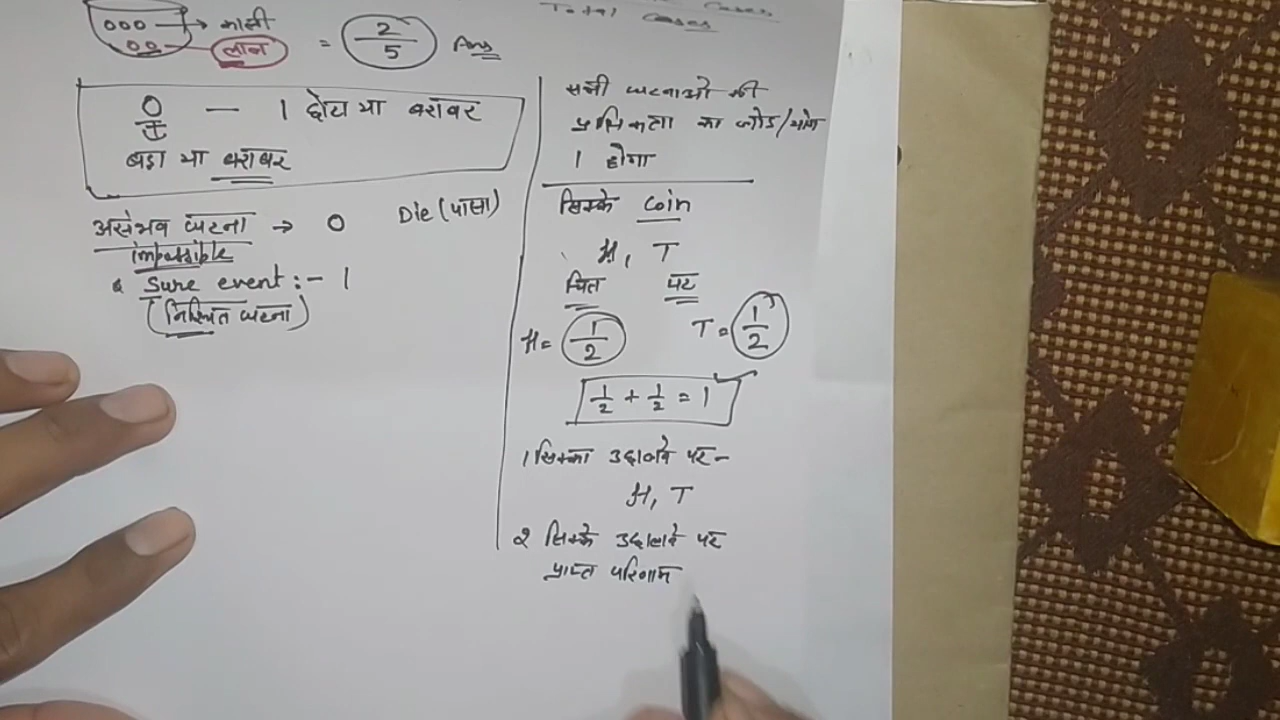 Cases
Total Cases
काली
लाल = 2/5 Ans
0 — 1 छोटा या बराबर
बड़ा या बराबर
असंभव घटना → 0 Die (पासा)
impossible
Sure event :- 1
(निश्चित घटना)
सभी घटनाओ की
प्रायिकता का जोड़/योग
1 होगा
सिक्के Coin
H, T
चित पट
H = 1/2 T = 1/2
1/2 + 1/2 = 1
1 सिक्का उछालने पर -
H, T
2 सिक्के उछालने पर
प्राप्त परिणाम